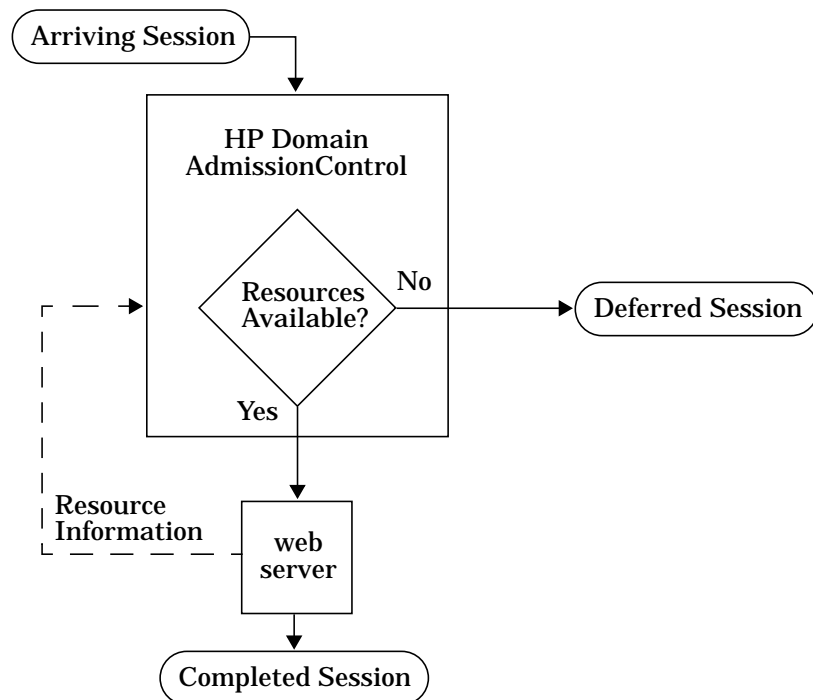 Arriving Session
HP Domain
AdmissionControl
No
Resources
Available?
Deferred Session
Yes
Resource
Information
web
server
Completed Session